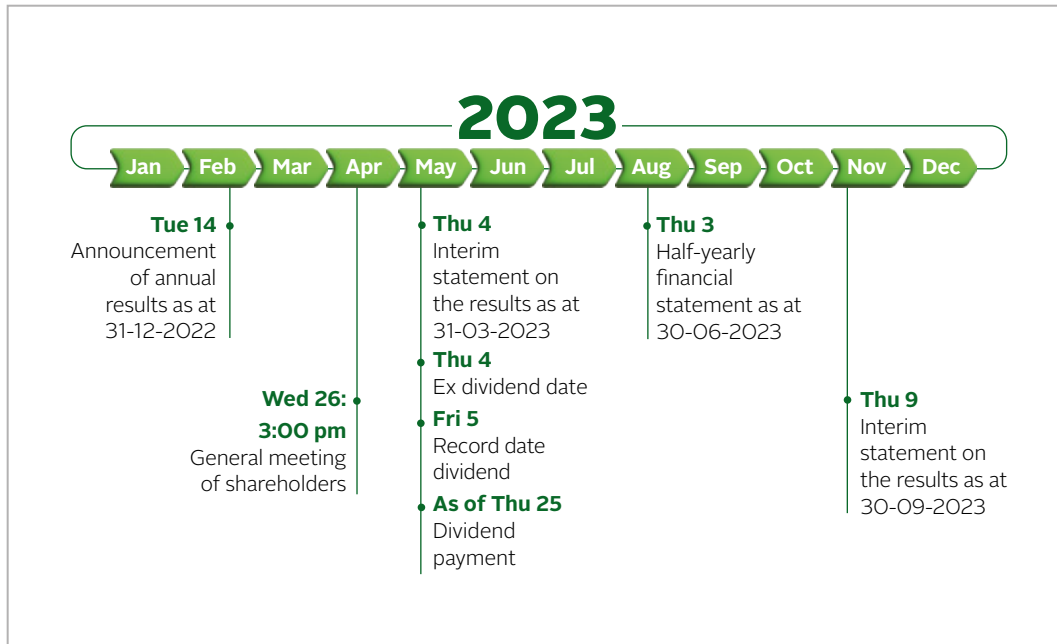 2023
Jan
Feb
Mar
Apr
May
Jun
Jul
Aug
Sep
Oct
Nov
Dec
Tue 14
Announcement
of annual
results as at
31-12-2022
Wed 26:
3:00 pm
General meeting
of shareholders
Thu 4
Interim
statement on
the results as at
31-03-2023
Thu 4
Ex dividend date
Fri 5
Record date
dividend
As of Thu 25
Dividend
payment
Thu 3
Half-yearly
financial
statement as at
30-06-2023
Thu 9
Interim
statement on
the results as at
30-09-2023